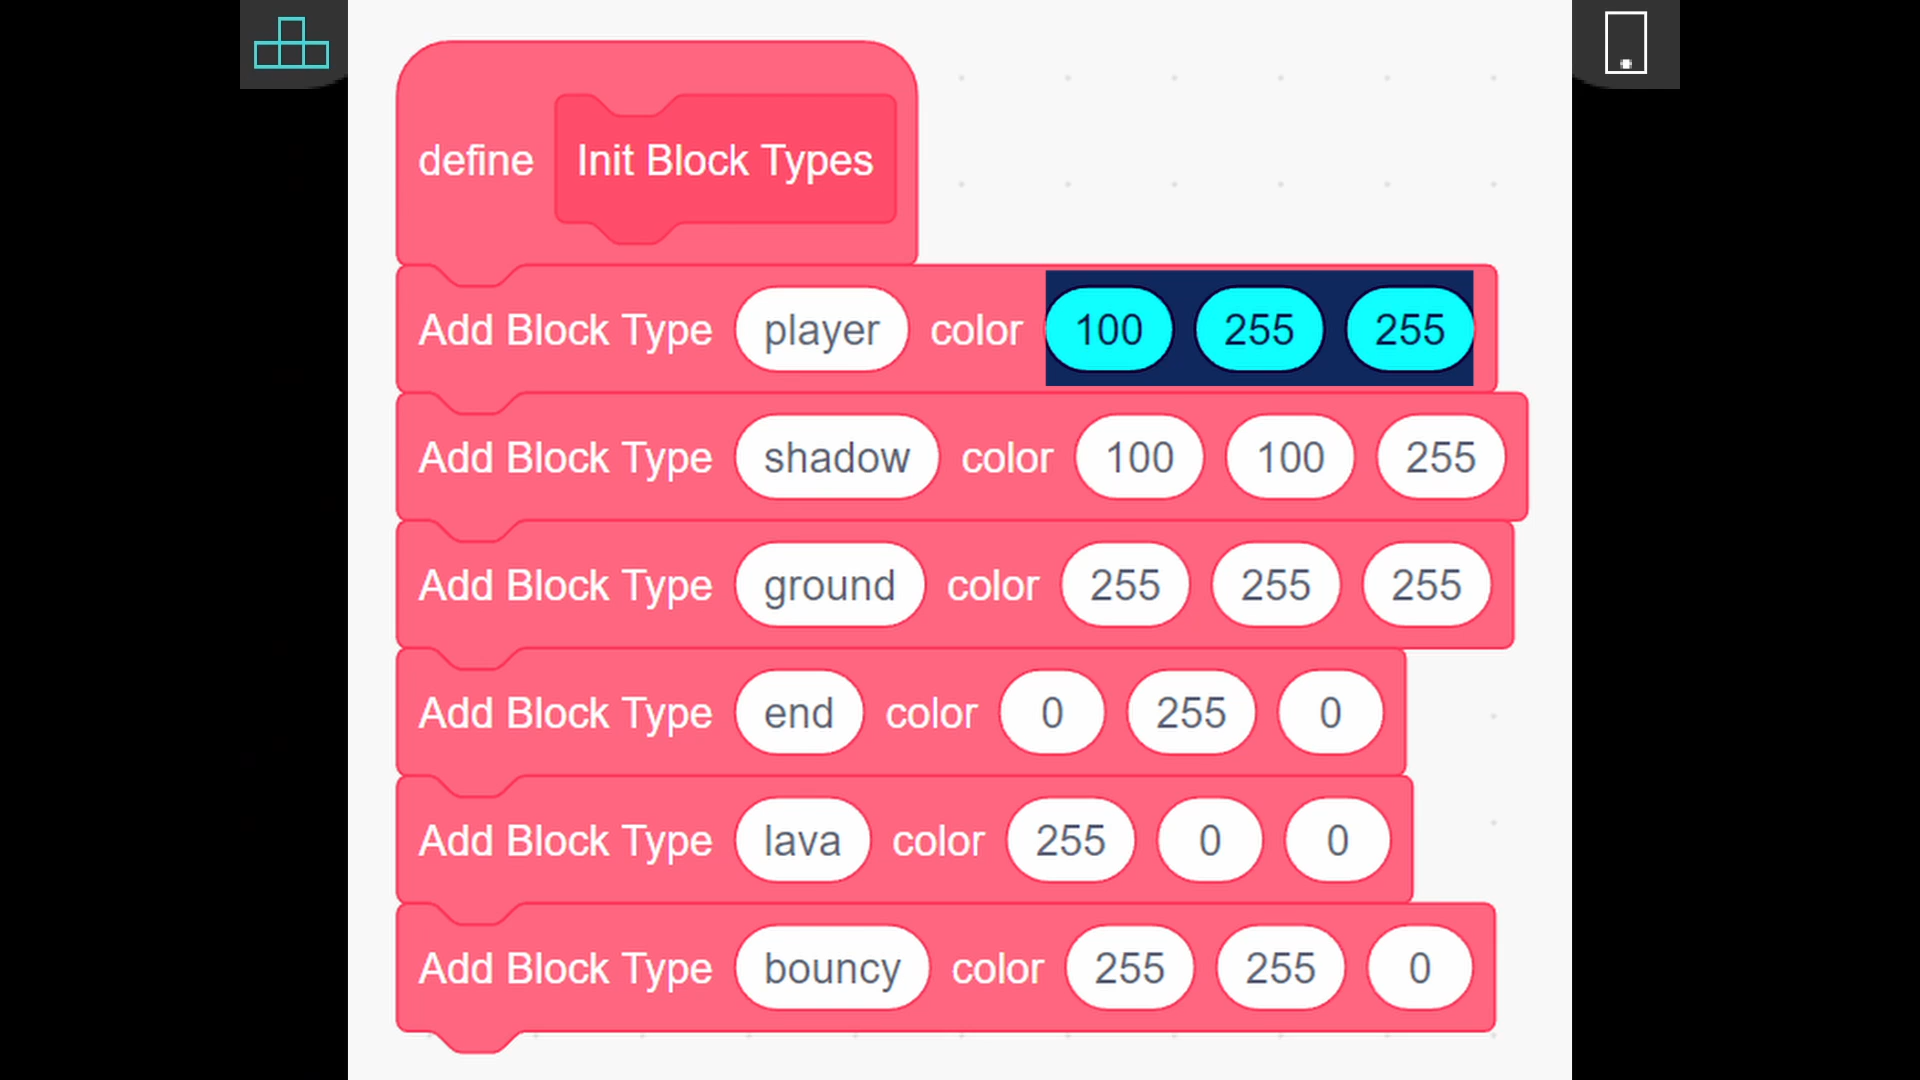 define Init Block Types
Add Block Type player color 100 255 255
Add Block Type shadow color 100 100 255
Add Block Type ground color 255 255 255
Add Block Type end color 0 255 0
Add Block Type lava color 255 0 0
Add Block Type bouncy color 255 255 0